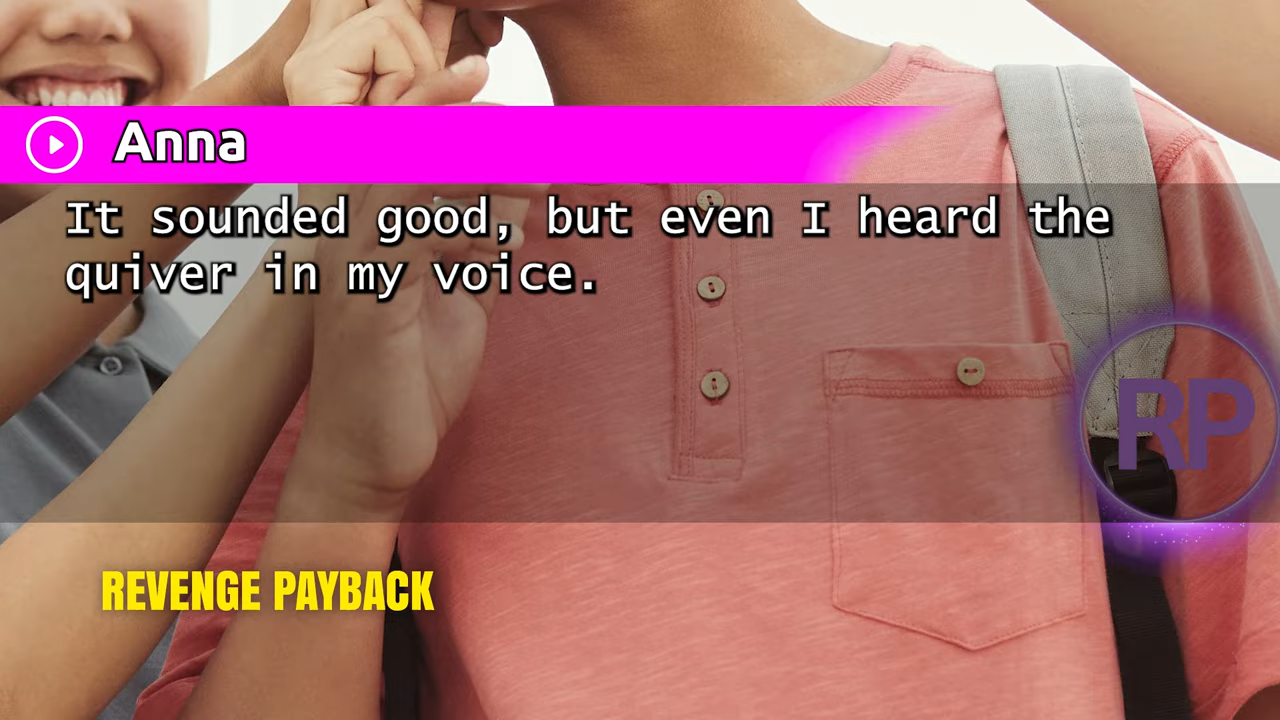 Anna
It sounded good, but even I heard the
quiver in my voice.
RP
REVENGE PAYBACK